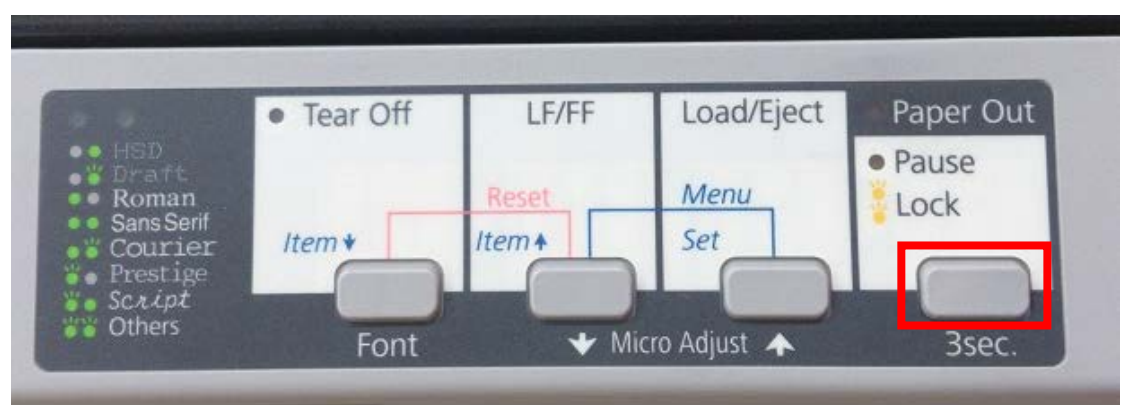 HSD
Draft
Roman
Sans Serif
Courier
Prestige
Script
Others
Tear Off
Item
Font
LF/FF
Reset
Item
Load/Eject
Menu
Set
Micro Adjust
Paper Out
Pause
Lock
3sec.